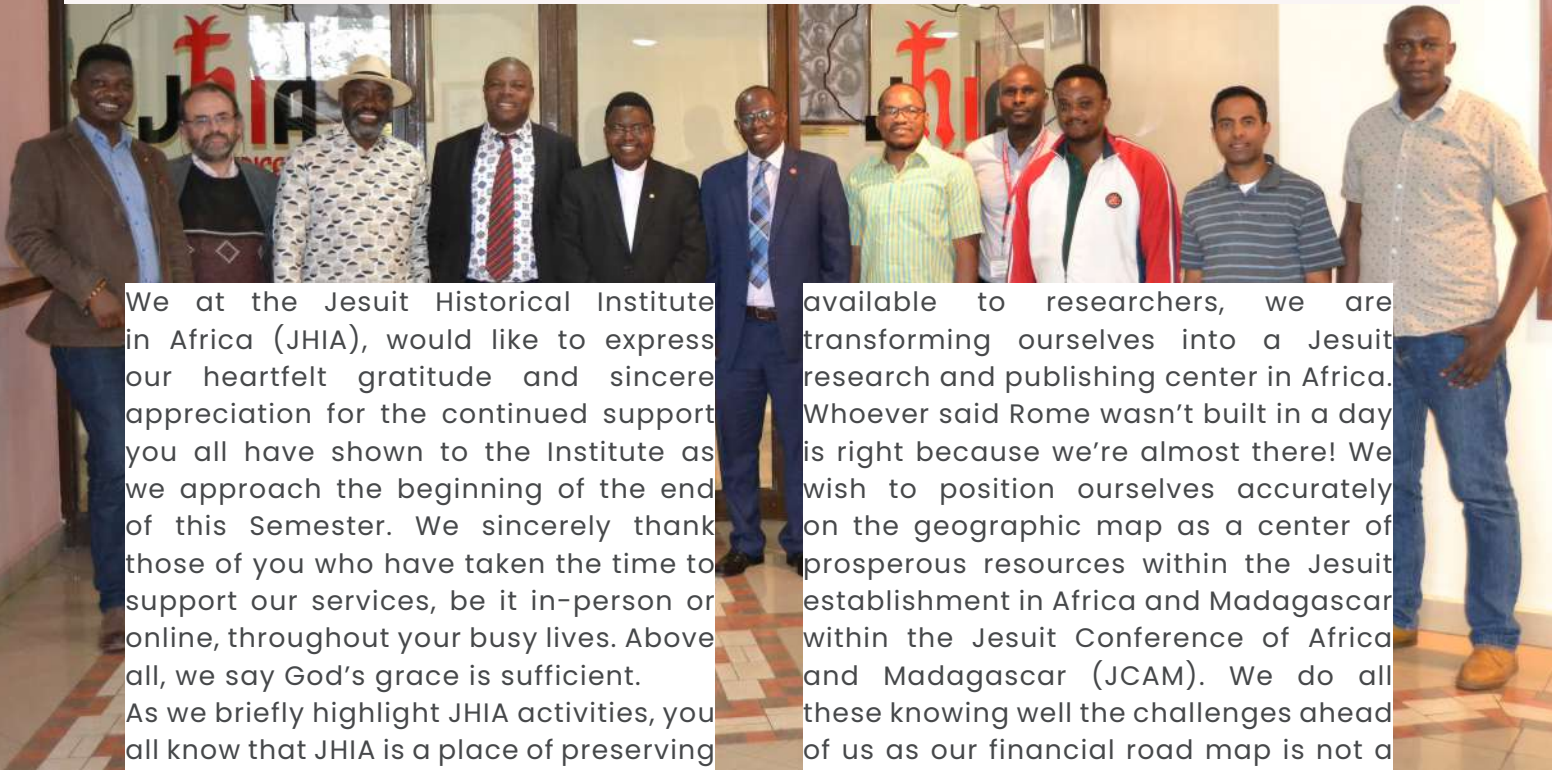 JhIA
JhI
We at the Jesuit Historical Institute
in Africa (JHIA), would like to express
our heartfelt gratitude and sincere
appreciation for the continued support
you all have shown to the Institute as
we approach the beginning of the end
of this Semester. We sincerely thank
those of you who have taken the time to
support our services, be it in-person or
online, throughout your busy lives. Above
all, we say God’s grace is sufficient.
As we briefly highlight JHIA activities, you
all know that JHIA is a place of preserving
available to researchers, we are
transforming ourselves into a Jesuit
research and publishing center in Africa.
Whoever said Rome wasn’t built in a day
is right because we’re almost there! We
wish to position ourselves accurately
on the geographic map as a center of
prosperous resources within the Jesuit
establishment in Africa and Madagascar
within the Jesuit Conference of Africa
and Madagascar (JCAM). We do all
these knowing well the challenges ahead
of us as our financial road map is not a